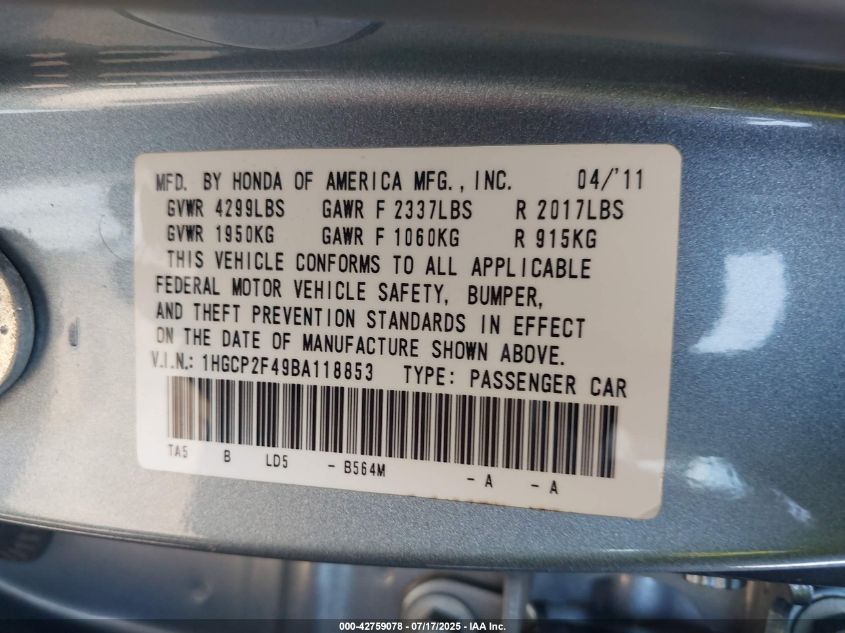 MFD. BY HONDA OF AMERICA MFG., INC. 04/'11
GVWR 4299LBS GAWR F 2337LBS R 2017LBS
GVWR 1950KG GAWR F 1060KG R 915KG
THIS VEHICLE CONFORMS TO ALL APPLICABLE
FEDERAL MOTOR VEHICLE SAFETY, BUMPER,
AND THEFT PREVENTION STANDARDS IN EFFECT
ON THE DATE OF MANUFACTURE SHOWN ABOVE.
V.I.N.: 1HGCP2F49BA118853 TYPE: PASSENGER CAR
TA5 B LD5 - B564M - A - A
000-42759078 - 07/17/2025 - IAA Inc.